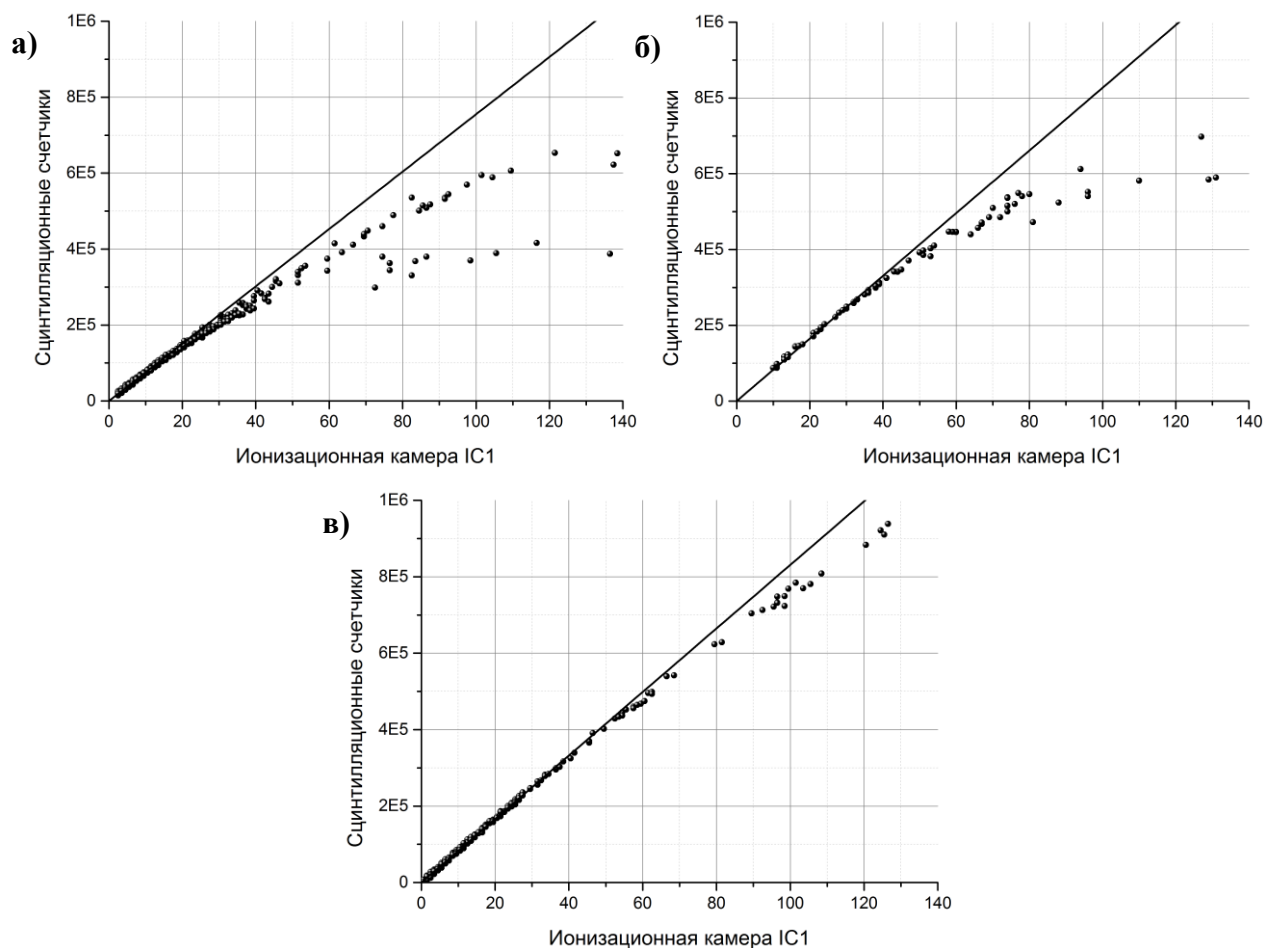 а)
Сцинтилляционные счетчики
1E6
8E5
6E5
4E5
2E5
0
0 20 40 60 80 100 120 140
Ионизационная камера IC1
б)
Сцинтилляционные счетчики
1E6
8E5
6E5
4E5
2E5
0
0 20 40 60 80 100 120 140
Ионизационная камера IC1
в)
Сцинтилляционные счетчики
1E6
8E5
6E5
4E5
2E5
0
0 20 40 60 80 100 120 140
Ионизационная камера IC1